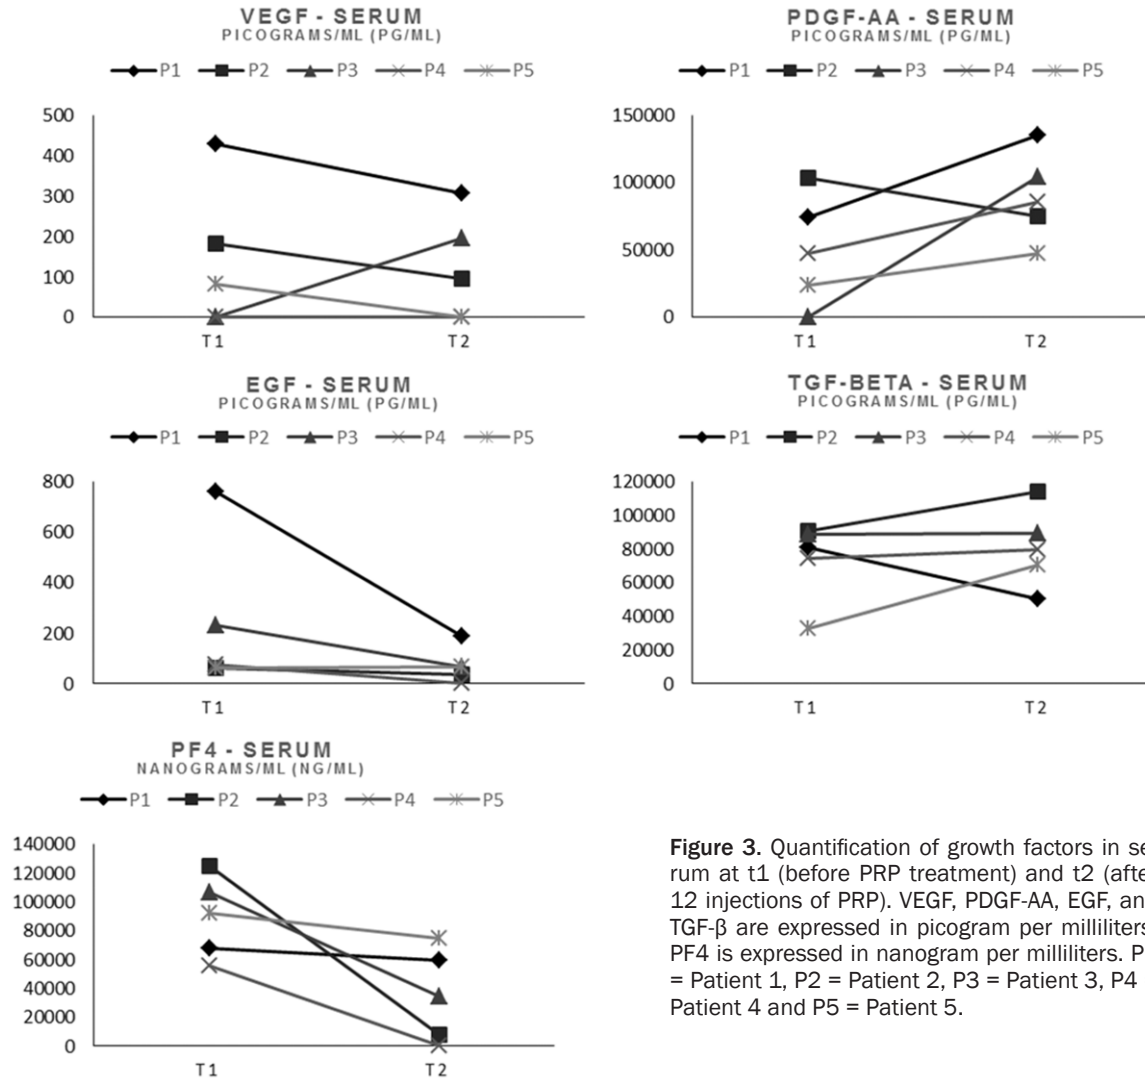 VEGF - SERUM
PICOGRAMS/ML (PG/ML)
P1 P2 P3 P4 P5
500
400
300
200
100
0
T1 T2
PDGF-AA - SERUM
PICOGRAMS/ML (PG/ML)
P1 P2 P3 P4 P5
150000
100000
50000
0
T1 T2
EGF - SERUM
PICOGRAMS/ML (PG/ML)
P1 P2 P3 P4 P5
800
600
400
200
0
T1 T2
TGF-BETA - SERUM
PICOGRAMS/ML (PG/ML)
P1 P2 P3 P4 P5
120000
100000
80000
60000
40000
20000
0
T1 T2
PF4 - SERUM
NANOGRAMS/ML (NG/ML)
P1 P2 P3 P4 P5
140000
120000
100000
80000
60000
40000
20000
0
T1 T2
Figure 3. Quantification of growth factors in se
rum at t1 (before PRP treatment) and t2 (after
12 injections of PRP). VEGF, PDGF-AA, EGF, an
TGF-β are expressed in picogram per milliliters
PF4 is expressed in nanogram per milliliters. P
= Patient 1, P2 = Patient 2, P3 = Patient 3, P4
Patient 4 and P5 = Patient 5.